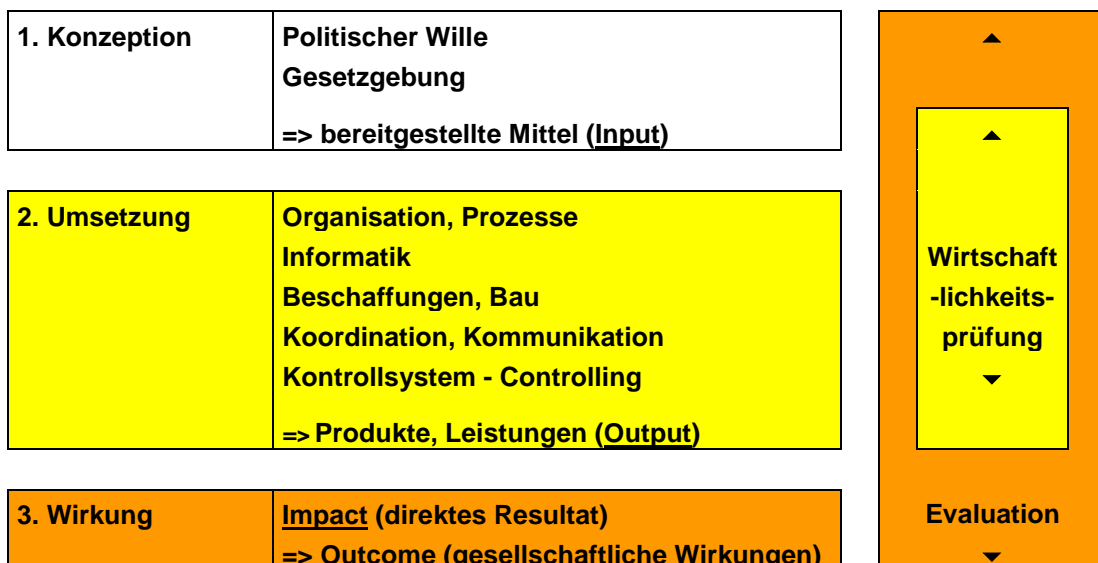 1. Konzeption
Politischer Wille
Gesetzgebung
=> bereitgestellte Mittel (Input)
2. Umsetzung
Organisation, Prozesse
Informatik
Beschaffungen, Bau
Koordination, Kommunikation
Kontrollsystem - Controlling
=> Produkte, Leistungen (Output)
3. Wirkung
Impact (direktes Resultat)
=> Outcome (gesellschaftliche Wirkungen)
Wirtschaft
-lichkeits-
prüfung
Evaluation